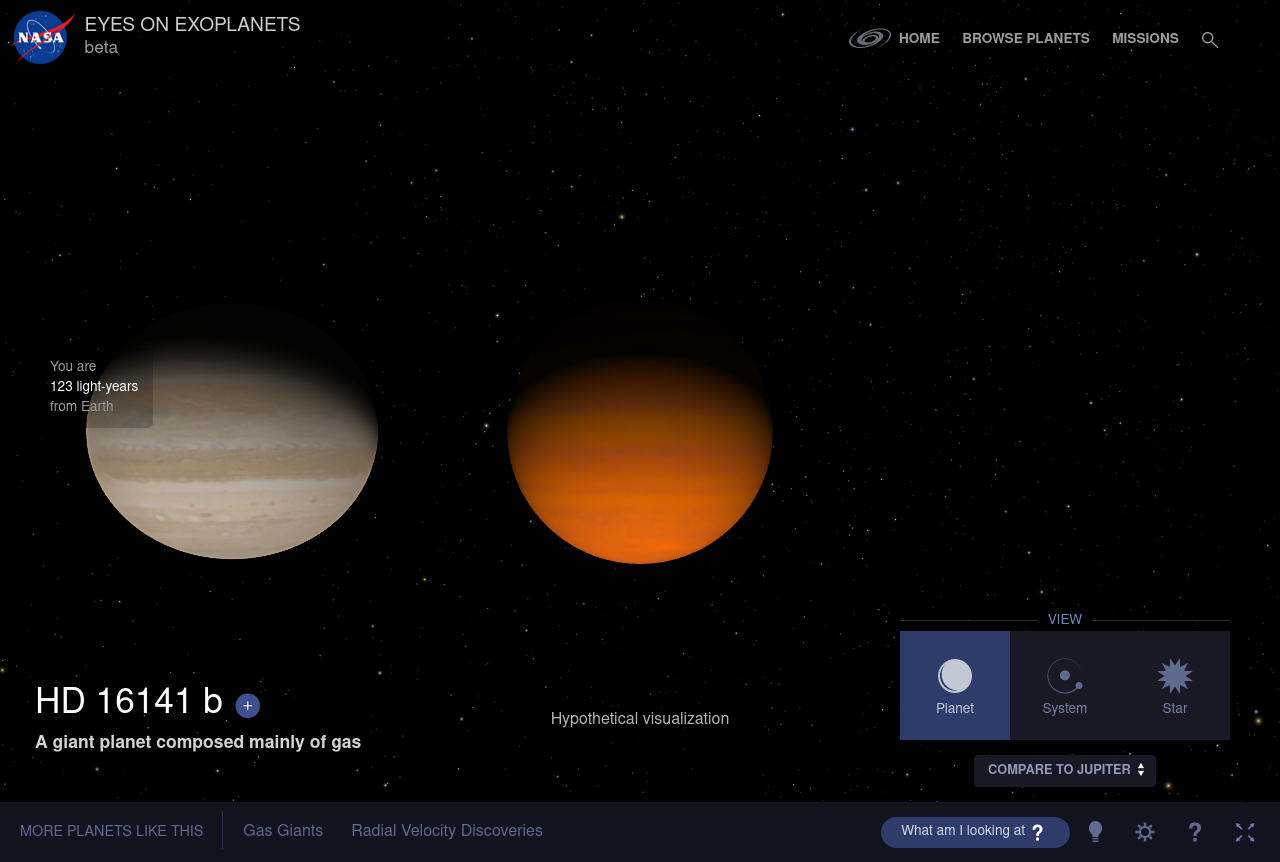 NASA
EYES ON EXOPLANETS
beta
HOME
BROWSE PLANETS
MISSIONS
You are
123 light-years
from Earth
VIEW
Planet
System
Star
HD 16141 b +
A giant planet composed mainly of gas
Hypothetical visualization
COMPARE TO JUPITER
MORE PLANETS LIKE THIS
Gas Giants
Radial Velocity Discoveries
What am I looking at ?
?